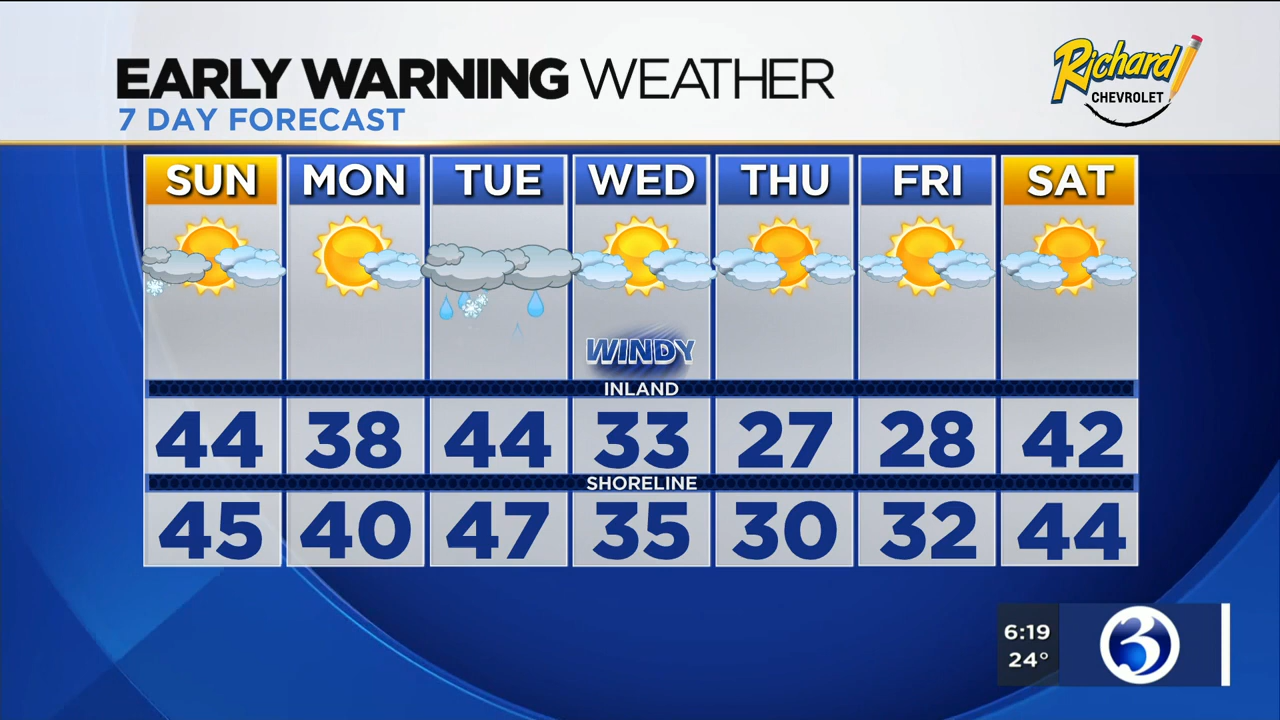 EARLY WARNING WEATHER
7 DAY FORECAST
Richard
CHEVROLET
SUN MON TUE WED THU FRI SAT
WINDY
INLAND
44 38 44 33 27 28 42
SHORELINE
45 40 47 35 30 32 44
6:19
24°
3